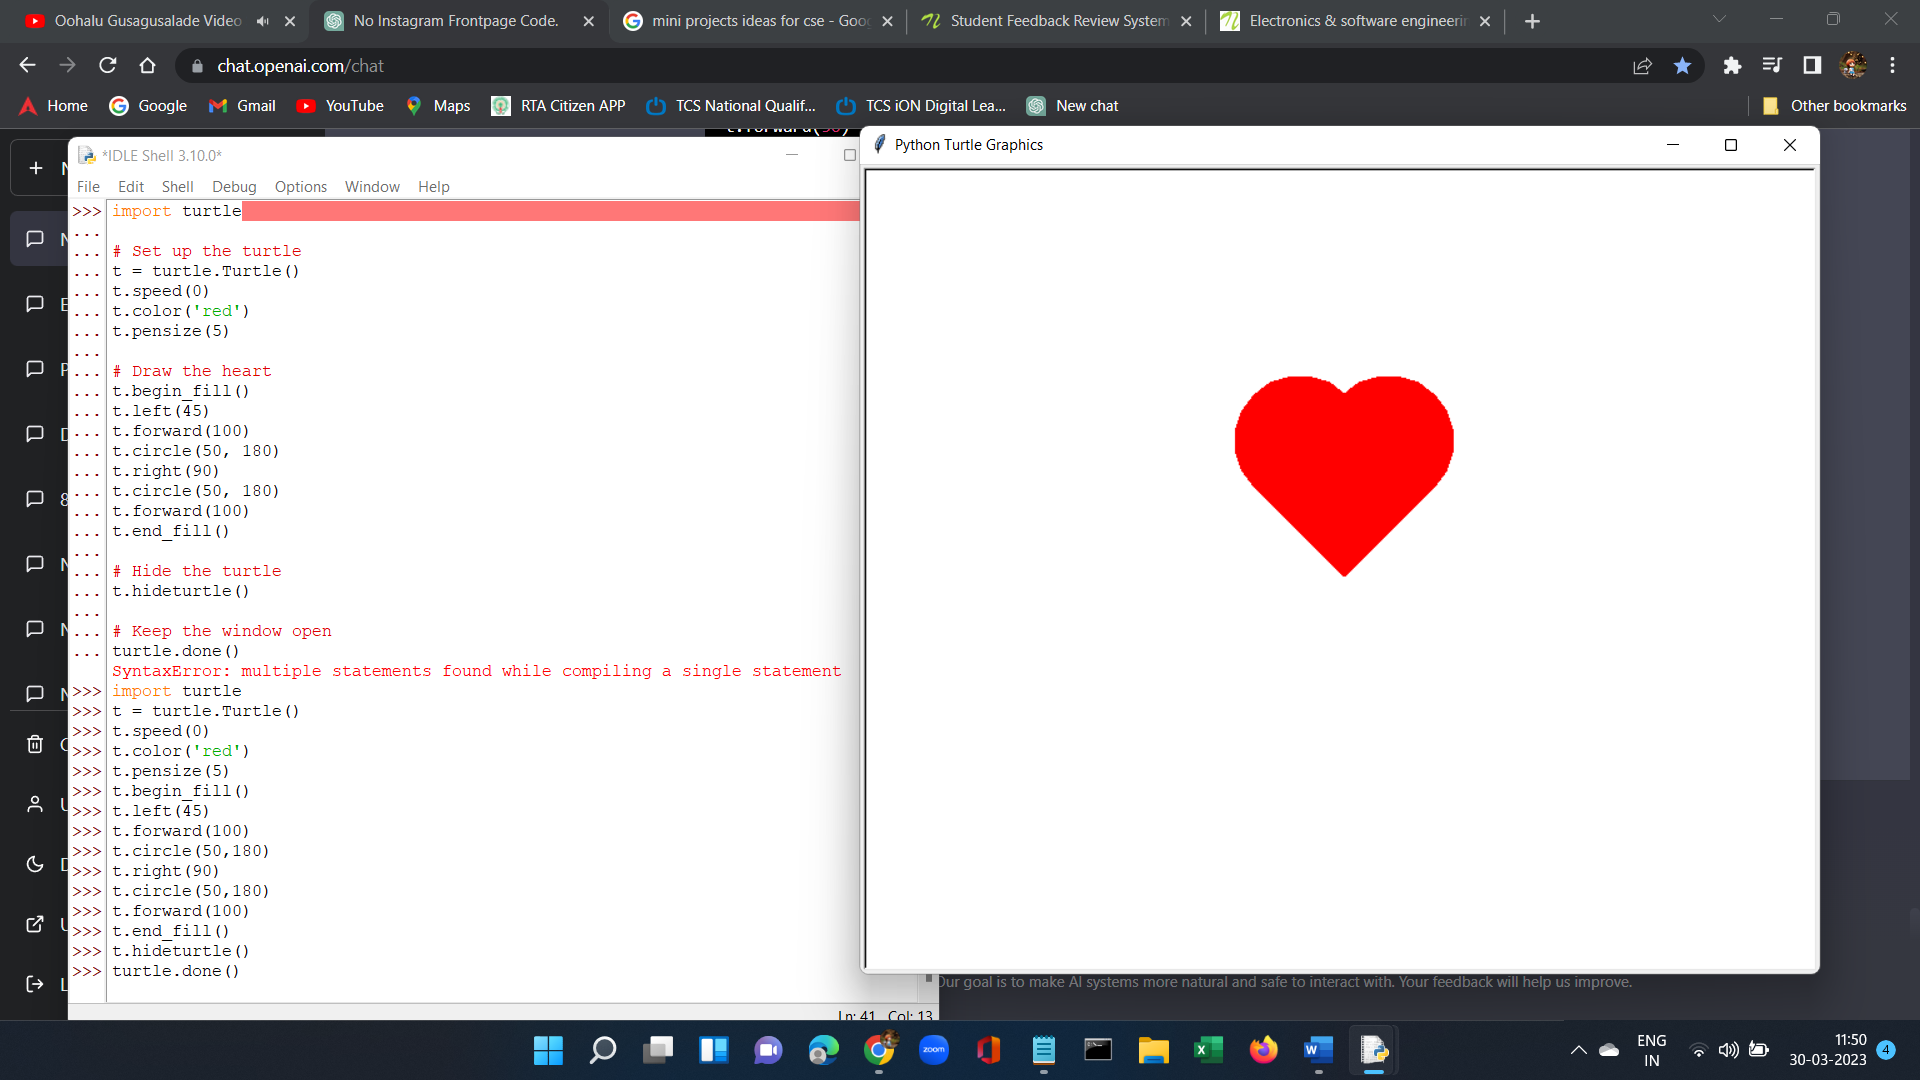 Oohalu Gusagusalade Video
No Instagram Frontpage Code.
mini projects ideas for cse - Goo
Student Feedback Review System
Electronics & software engineerin
chat.openai.com/chat
Home
Google
Gmail
YouTube
Maps
RTA Citizen APP
TCS National Qualif...
TCS iON Digital Lea...
New chat
Other bookmarks
*IDLE Shell 3.10.0*
File Edit Shell Debug Options Window Help
>>> import turtle
...
... # Set up the turtle
... t = turtle.Turtle()
... t.speed(0)
... t.color('red')
... t.pensize(5)
...
... # Draw the heart
... t.begin_fill()
... t.left(45)
... t.forward(100)
... t.circle(50, 180)
... t.right(90)
... t.circle(50, 180)
... t.forward(100)
... t.end_fill()
...
... # Hide the turtle
... t.hideturtle()
...
... # Keep the window open
... turtle.done()
SyntaxError: multiple statements found while compiling a single statement
>>> import turtle
>>> t = turtle.Turtle()
>>> t.speed(0)
>>> t.color('red')
>>> t.pensize(5)
>>> t.begin_fill()
>>> t.left(45)
>>> t.forward(100)
>>> t.circle(50,180)
>>> t.right(90)
>>> t.circle(50,180)
>>> t.forward(100)
>>> t.end_fill()
>>> t.hideturtle()
>>> turtle.done()
Ln: 41 Col: 13
Python Turtle Graphics
Our goal is to make AI systems more natural and safe to interact with. Your feedback will help us improve.
zoom
ENG
IN
11:50
30-03-2023
4